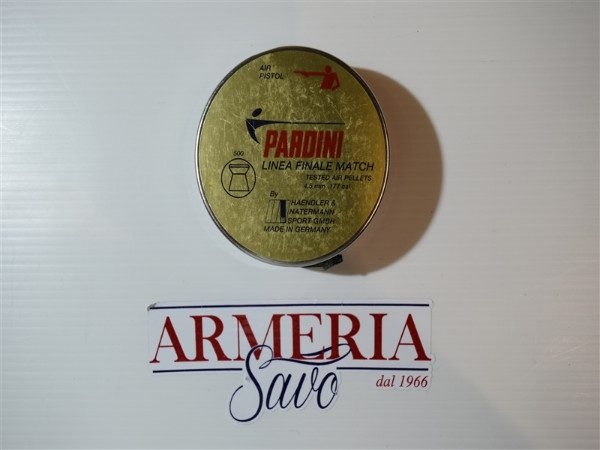 AIR
PISTOL
PARDINI
LINEA FINALE MATCH
500
TESTED AIR PELLETS
4,5 mm .177 cal
By
HAENDLER &
NATERMANN
SPORT GMBH
MADE IN GERMANY
ARMERIA
Savo
dal 1966